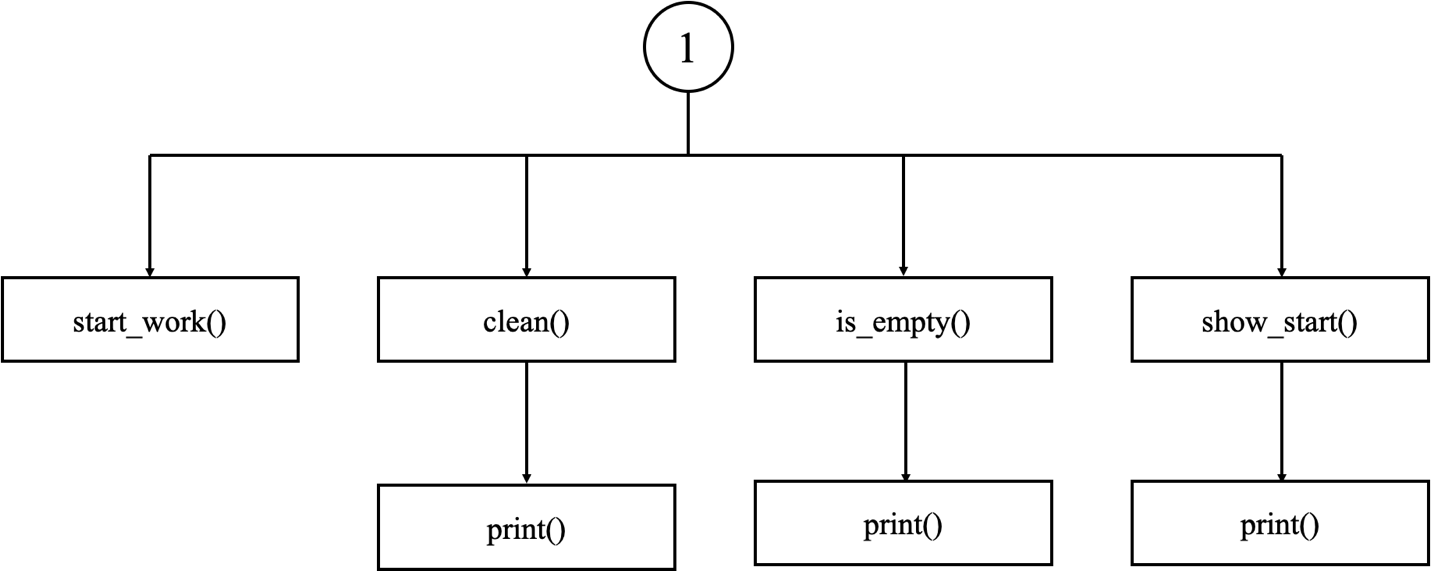 1
start_work()
clean()
is_empty()
show_start()
print()
print()
print()